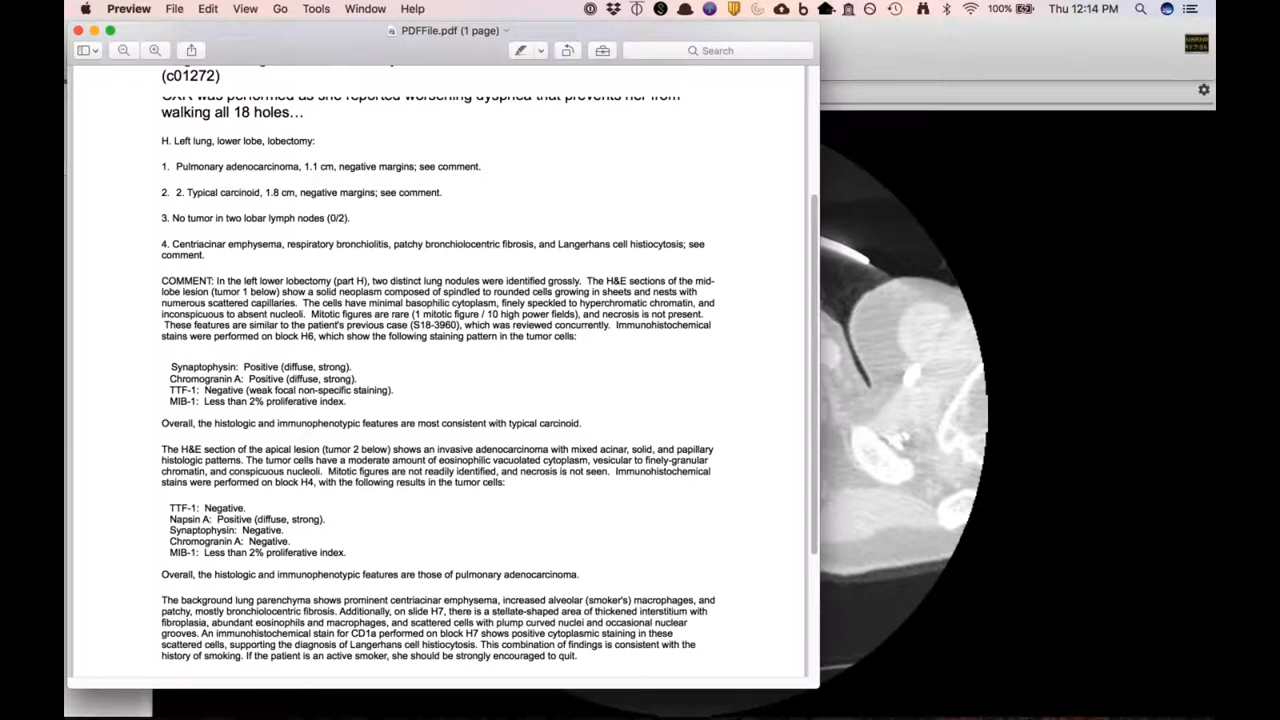 Preview File Edit View Go Tools Window Help 100% Thu 12:14 PM
PDFFile.pdf (1 page)
Search
(c01272)
CXR was performed as she reported worsening dyspnea that prevents her from
walking all 18 holes…
H. Left lung, lower lobe, lobectomy:
1. Pulmonary adenocarcinoma, 1.1 cm, negative margins; see comment.
2. 2. Typical carcinoid, 1.8 cm, negative margins; see comment.
3. No tumor in two lobar lymph nodes (0/2).
4. Centriacinar emphysema, respiratory bronchiolitis, patchy bronchiolocentric fibrosis, and Langerhans cell histiocytosis; see
comment.
COMMENT: In the left lower lobectomy (part H), two distinct lung nodules were identified grossly. The H&E sections of the mid-
lobe lesion (tumor 1 below) show a solid neoplasm composed of spindled to rounded cells growing in sheets and nests with
numerous scattered capillaries. The cells have minimal basophilic cytoplasm, finely speckled to hyperchromatic chromatin, and
inconspicuous to absent nucleoli. Mitotic figures are rare (1 mitotic figure / 10 high power fields), and necrosis is not present.
These features are similar to the patient's previous case (S18-3960), which was reviewed concurrently. Immunohistochemical
stains were performed on block H6, which show the following staining pattern in the tumor cells:
Synaptophysin: Positive (diffuse, strong).
Chromogranin A: Positive (diffuse, strong).
TTF-1: Negative (weak focal non-specific staining).
MIB-1: Less than 2% proliferative index.
Overall, the histologic and immunophenotypic features are most consistent with typical carcinoid.
The H&E section of the apical lesion (tumor 2 below) shows an invasive adenocarcinoma with mixed acinar, solid, and papillary
histologic patterns. The tumor cells have a moderate amount of eosinophilic vacuolated cytoplasm, vesicular to finely-granular
chromatin, and conspicuous nucleoli. Mitotic figures are not readily identified, and necrosis is not seen. Immunohistochemical
stains were performed on block H4, with the following results in the tumor cells:
TTF-1: Negative.
Napsin A: Positive (diffuse, strong).
Synaptophysin: Negative.
Chromogranin A: Negative.
MIB-1: Less than 2% proliferative index.
Overall, the histologic and immunophenotypic features are those of pulmonary adenocarcinoma.
The background lung parenchyma shows prominent centriacinar emphysema, increased alveolar (smoker's) macrophages, and
patchy, mostly bronchiolocentric fibrosis. Additionally, on slide H7, there is a stellate-shaped area of thickened interstitium with
fibroplasia, abundant eosinophils and macrophages, and scattered cells with plump curved nuclei and occasional nuclear
grooves. An immunohistochemical stain for CD1a performed on block H7 shows positive cytoplasmic staining in these
scattered cells, supporting the diagnosis of Langerhans cell histiocytosis. This combination of findings is consistent with the
history of smoking. If the patient is an active smoker, she should be strongly encouraged to quit.